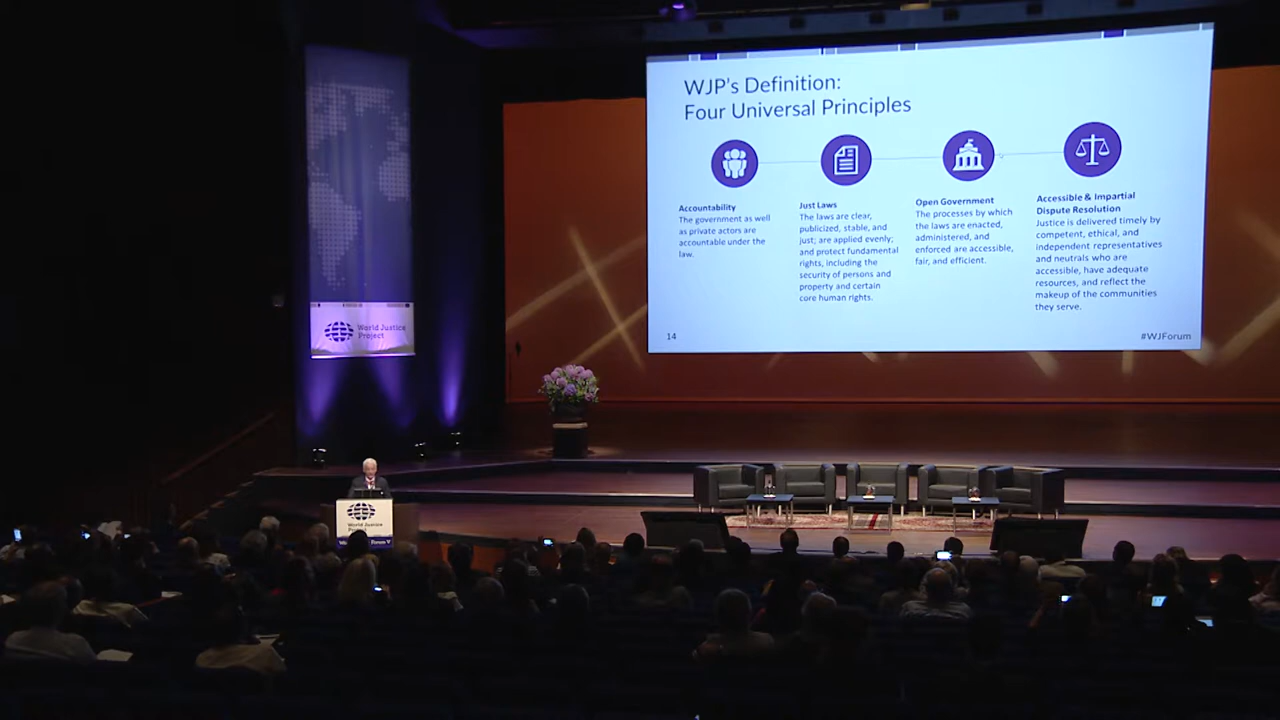 WJP's Definition:
Four Universal Principles
Accountability
The government as well
as private actors are
accountable under the
law.
Just Laws
The laws are clear,
publicized, stable, and
just; are applied evenly;
and protect fundamental
rights, including the
security of persons and
property and certain
core human rights.
Open Government
The processes by which
the laws are enacted,
administered, and
enforced are accessible,
fair, and efficient.
Accessible & Impartial
Dispute Resolution
Justice is delivered timely by
competent, ethical, and
independent representatives
and neutrals who are
accessible, have adequate
resources, and reflect the
makeup of the communities
they serve.
14
#WJForum
World Justice
Project
World Justice
Project
Forum V